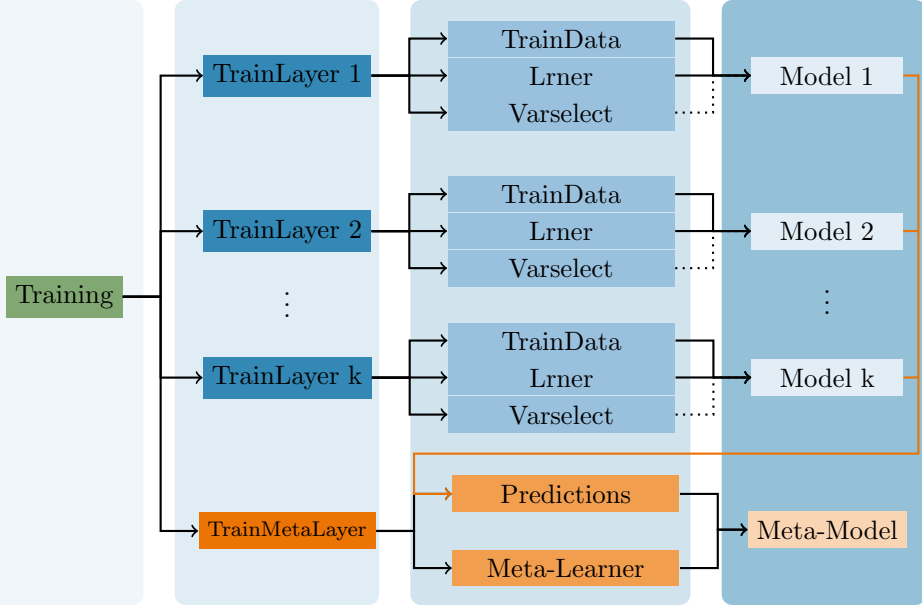 Training
TrainLayer 1
TrainData
Lrner
Varselect
Model 1
TrainLayer 2
TrainData
Lrner
Varselect
Model 2
⋮
⋮
TrainLayer k
TrainData
Lrner
Varselect
Model k
TrainMetaLayer
Predictions
Meta-Learner
Meta-Model